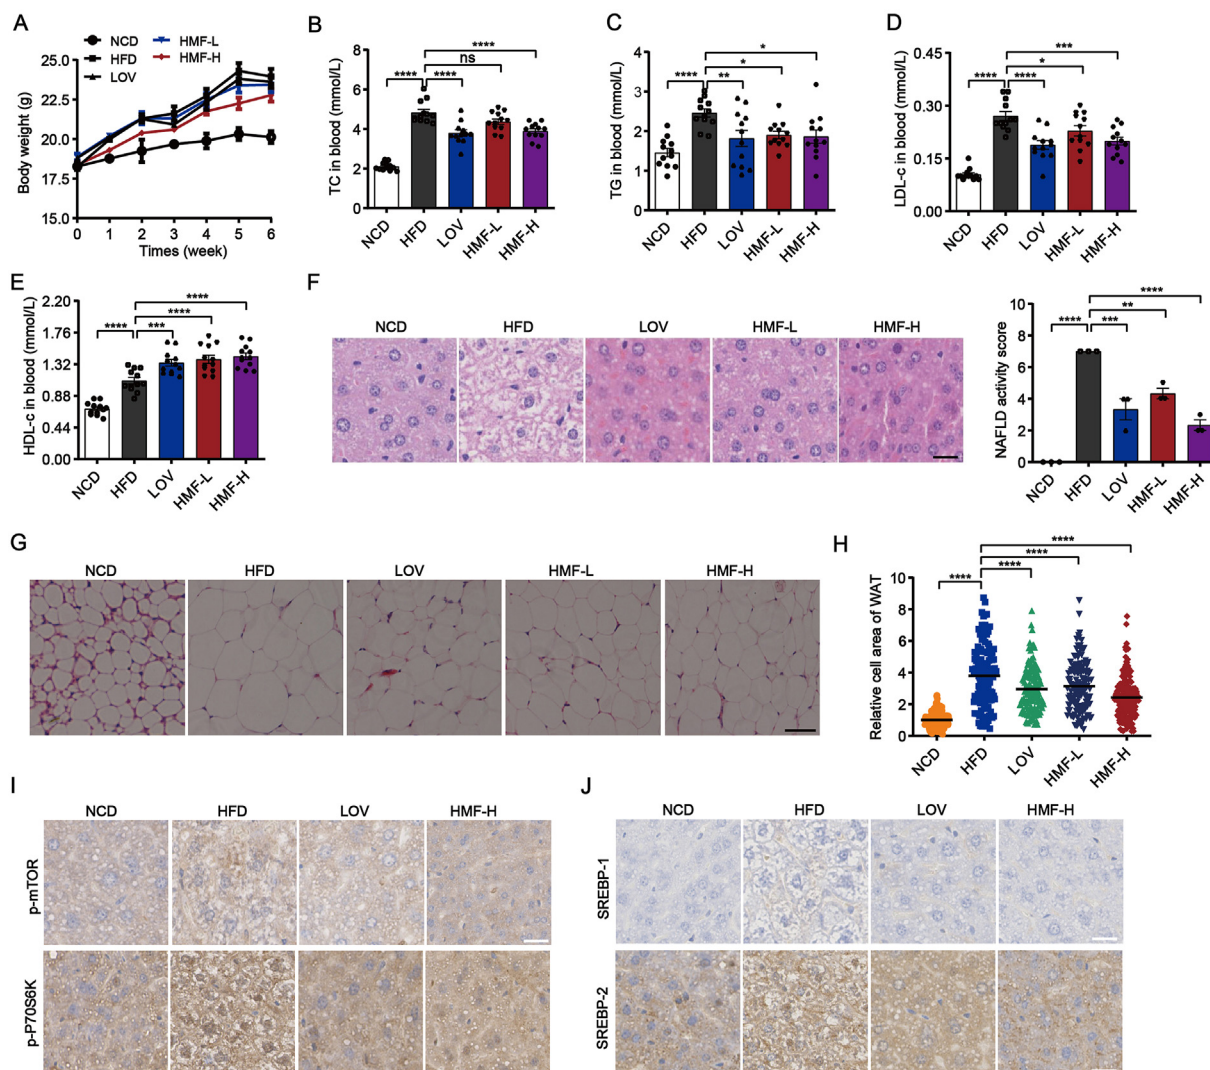 A
NCD
HFD
LOV
HMF-L
HMF-H
Body weight (g)
25.0
22.5
20.0
17.5
15.0
0 1 2 3 4 5 6
Times (week)
B
TC in blood (mmol/L)
8
6
4
2
0
****
ns
**** ****
NCD HFD LOV HMF-L HMF-H
C
TG in blood (mmol/L)
4
3
2
1
0
*
*
**** **
NCD HFD LOV HMF-L HMF-H
D
LDL-c in blood (mmol/L)
0.45
0.30
0.15
0.00
***
*
**** ****
NCD HFD LOV HMF-L HMF-H
E
HDL-c in blood (mmol/L)
2.20
1.76
1.32
0.88
0.44
0.00
****
****
**** ***
NCD HFD LOV HMF-L HMF-H
F
NCD HFD LOV HMF-L HMF-H
NAFLD activity score
10
8
6
4
2
0
****
**
**** ***
NCD HFD LOV HMF-L HMF-H
G
NCD HFD LOV HMF-L HMF-H
H
Relative cell area of WAT
10
8
6
4
2
0
****
****
****
****
NCD HFD LOV HMF-L HMF-H
I
NCD HFD LOV HMF-H
p-mTOR
p-P70S6K
J
NCD HFD LOV HMF-H
SREBP-1
SREBP-2